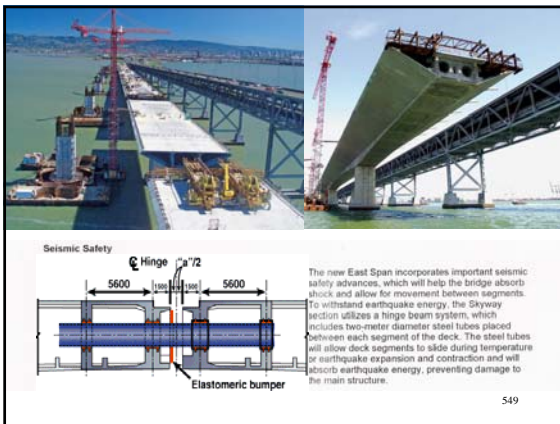 Seismic Safety
℄ Hinge "a"/2
5600 1500 1500 5600
Elastomeric bumper
The new East Span incorporates important seismic
safety advances, which will help the bridge absorb
shock and allow for movement between segments.
To withstand earthquake energy, the Skyway
section utilizes a hinge beam system, which
includes two-meter diameter steel tubes placed
between each segment of the deck. The steel tubes
will allow deck segments to slide during temperature
or earthquake expansion and contraction and will
absorb earthquake energy, preventing damage to
the main structure.
549